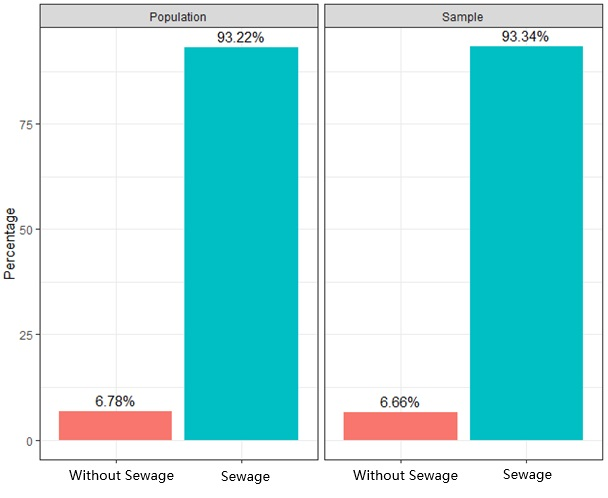 Population
Sample
93.22%
93.34%
75
50
25
0
Percentage
6.78%
6.66%
Without Sewage
Sewage
Without Sewage
Sewage